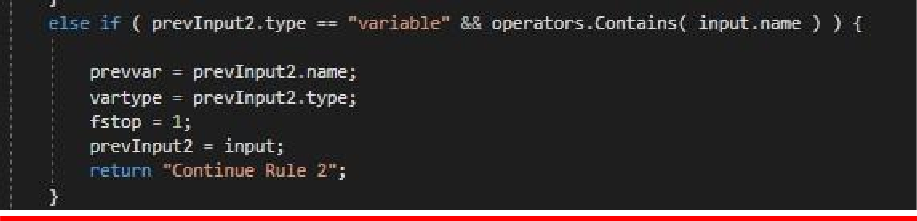 }
else if ( prevInput2.type == "variable" && operators.Contains( input.name ) ) {
prevvar = prevInput2.name;
vartype = prevInput2.type;
fstop = 1;
prevInput2 = input;
return "Continue Rule 2";
}